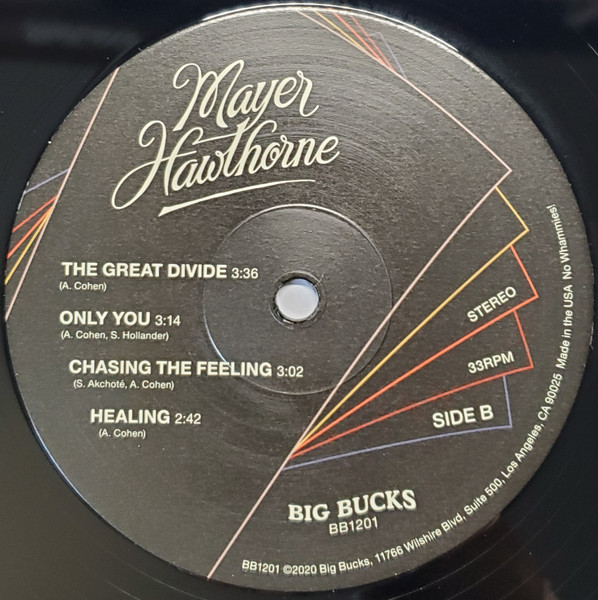 Mayer
Hawthorne
THE GREAT DIVIDE 3:36
(A. Cohen)
ONLY YOU 3:14
(A. Cohen, S. Hollander)
CHASING THE FEELING 3:02
(S. Akchoté, A. Cohen)
HEALING 2:42
(A. Cohen)
STEREO
33RPM
SIDE B
BIG BUCKS
BB1201
BB1201 ©2020 Big Bucks, 11766 Wilshire Blvd, Suite 500, Los Angeles, CA 90025 Made in the USA No Whammies!